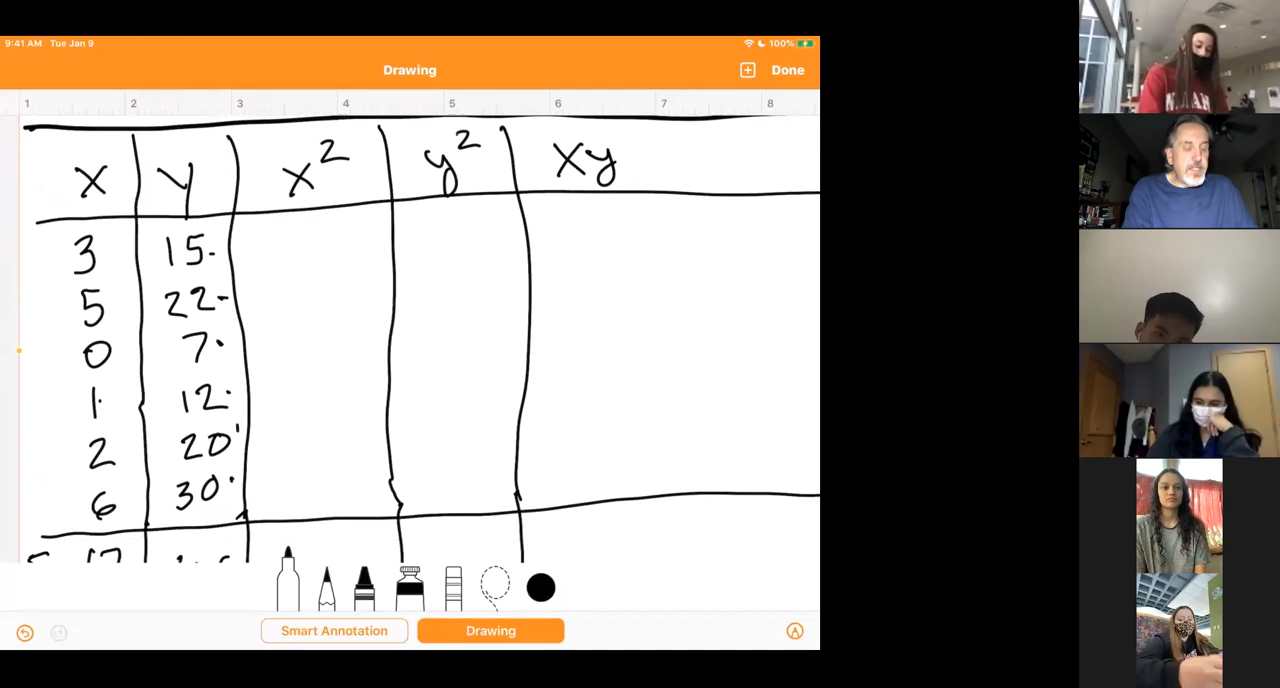 9:41 AM Tue Jan 9
100%
Drawing
Done
1 2 3 4 5 6 7 8
x y x² y² xy
3 15
5 22
0 7
1 12
2 20
6 30
17
Smart Annotation
Drawing